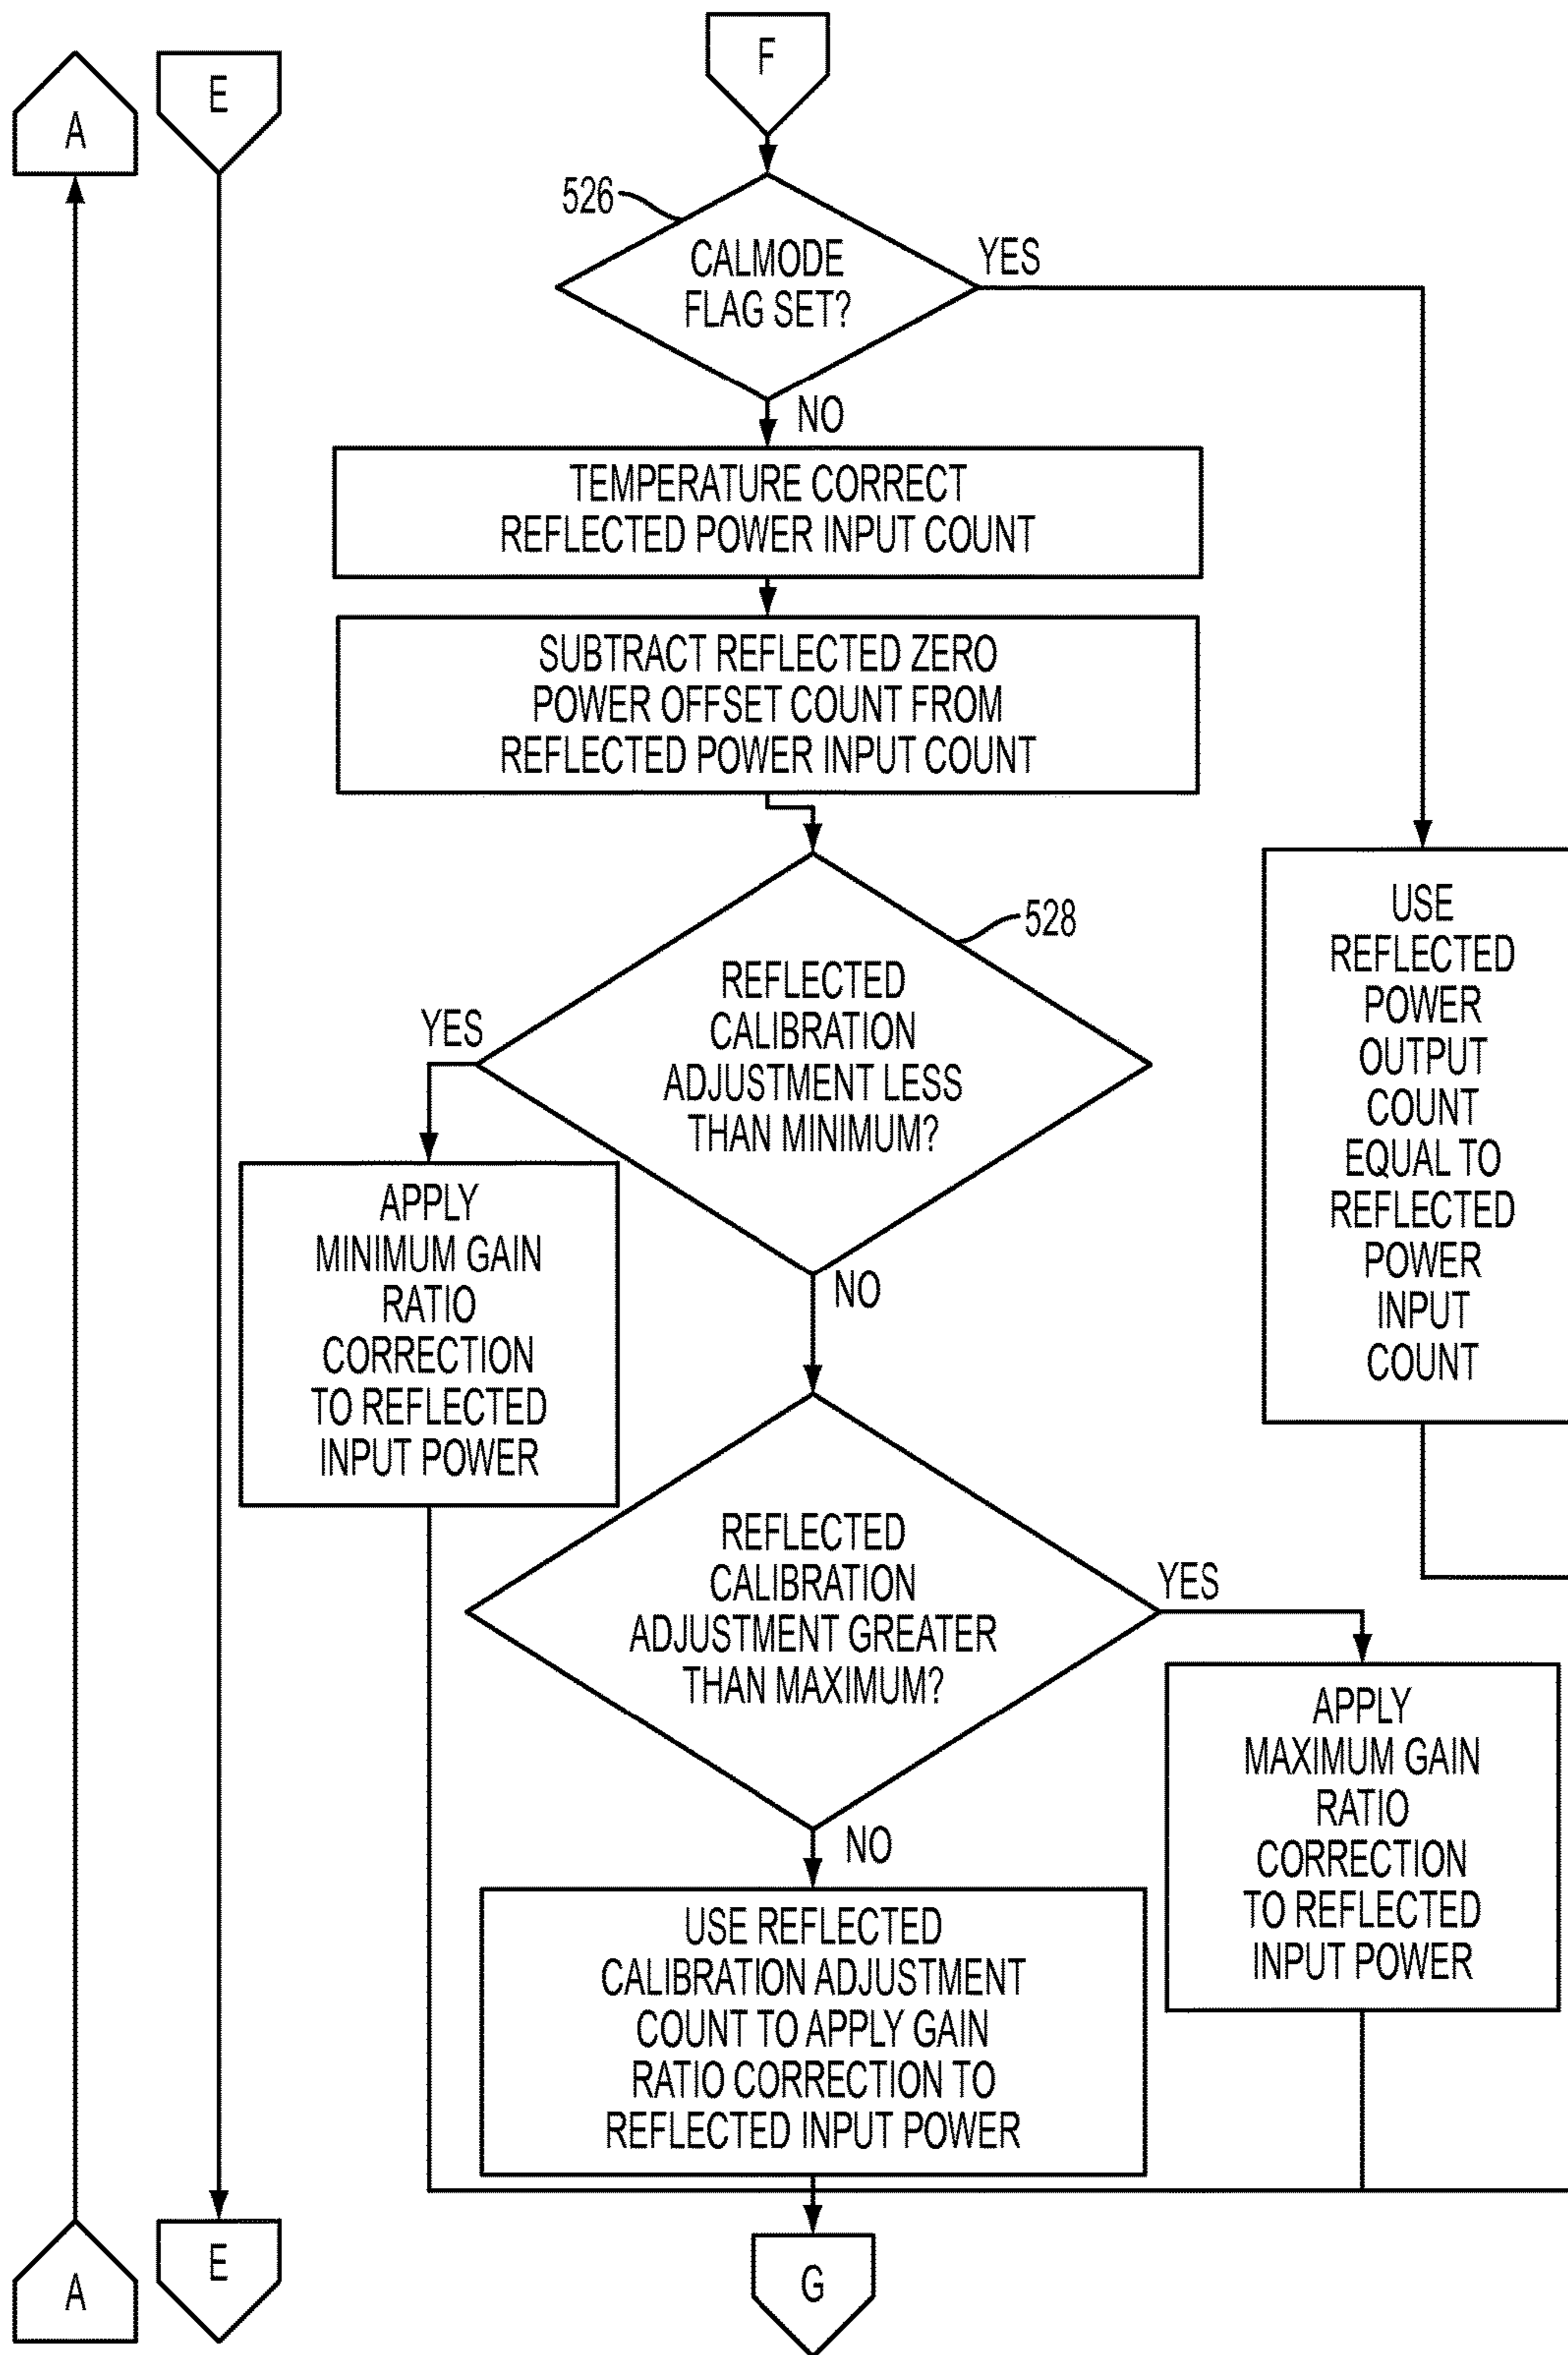 F
A
E
526
CALMODE
FLAG SET?
YES
NO
TEMPERATURE CORRECT
REFLECTED POWER INPUT COUNT
SUBTRACT REFLECTED ZERO
POWER OFFSET COUNT FROM
REFLECTED POWER INPUT COUNT
528
REFLECTED
CALIBRATION
ADJUSTMENT LESS
THAN MINIMUM?
YES
NO
USE
REFLECTED
POWER
OUTPUT
COUNT
EQUAL TO
REFLECTED
POWER
INPUT
COUNT
APPLY
MINIMUM GAIN
RATIO
CORRECTION
TO REFLECTED
INPUT POWER
REFLECTED
CALIBRATION
ADJUSTMENT GREATER
THAN MAXIMUM?
YES
NO
APPLY
MAXIMUM GAIN
RATIO
CORRECTION
TO REFLECTED
INPUT POWER
USE REFLECTED
CALIBRATION ADJUSTMENT
COUNT TO APPLY GAIN
RATIO CORRECTION TO
REFLECTED INPUT POWER
A
E
G